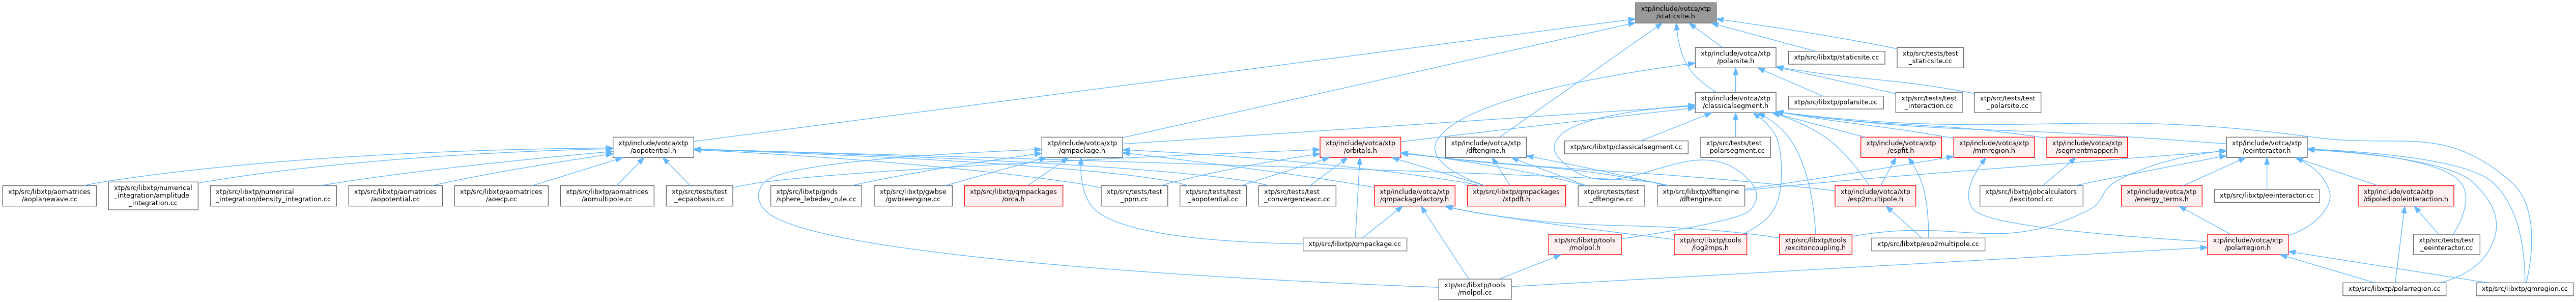 xtp/include/votca/xtp
/staticsite.h
xtp/include/votca/xtp
/polarsite.h
xtp/src/libxtp/staticsite.cc
xtp/src/tests/test
_staticsite.cc
xtp/include/votca/xtp
/classicalsegment.h
xtp/src/libxtp/polarsite.cc
xtp/src/tests/test
_interaction.cc
xtp/src/tests/test
_polarsite.cc
xtp/include/votca/xtp
/aopotential.h
xtp/include/votca/xtp
/qmpackage.h
xtp/include/votca/xtp
/orbitals.h
xtp/include/votca/xtp
/dftengine.h
xtp/src/libxtp/classicalsegment.cc
xtp/src/tests/test
_polarsegment.cc
xtp/include/votca/xtp
/espfit.h
xtp/include/votca/xtp
/mmregion.h
xtp/include/votca/xtp
/segmentmapper.h
xtp/include/votca/xtp
/eeinteractor.h
xtp/src/libxtp/aomatrices
/aoplanewave.cc
xtp/src/libxtp/numerical
_integration/amplitude
_integration.cc
xtp/src/libxtp/numerical
_integration/density_integration.cc
xtp/src/libxtp/aomatrices
/aopotential.cc
xtp/src/libxtp/aomatrices
/aoecp.cc
xtp/src/libxtp/aomatrices
/aomultipole.cc
xtp/src/tests/test
_ecpaobasis.cc
xtp/src/libxtp/grids
/sphere_lebedev_rule.cc
xtp/src/libxtp/gwbse
/gwbseengine.cc
xtp/src/libxtp/qmpackages
/orca.h
xtp/src/tests/test
_ppm.cc
xtp/src/tests/test
_aopotential.cc
xtp/src/tests/test
_convergenceacc.cc
xtp/include/votca/xtp
/qmpackagefactory.h
xtp/src/libxtp/qmpackages
/xtpdft.h
xtp/src/tests/test
_dftengine.cc
xtp/src/libxtp/dftengine
/dftengine.cc
xtp/include/votca/xtp
/esp2multipole.h
xtp/src/libxtp/jobcalculators
/iexcitoncl.cc
xtp/include/votca/xtp
/energy_terms.h
xtp/src/libxtp/eeinteractor.cc
xtp/include/votca/xtp
/dipoledipoleinteraction.h
xtp/src/libxtp/qmpackage.cc
xtp/src/libxtp/tools
/molpol.h
xtp/src/libxtp/tools
/log2mps.h
xtp/src/libxtp/tools
/excitoncoupling.h
xtp/src/libxtp/esp2multipole.cc
xtp/include/votca/xtp
/polarregion.h
xtp/src/tests/test
_eeinteractor.cc
xtp/src/libxtp/tools
/molpol.cc
xtp/src/libxtp/polarregion.cc
xtp/src/libxtp/qmregion.cc